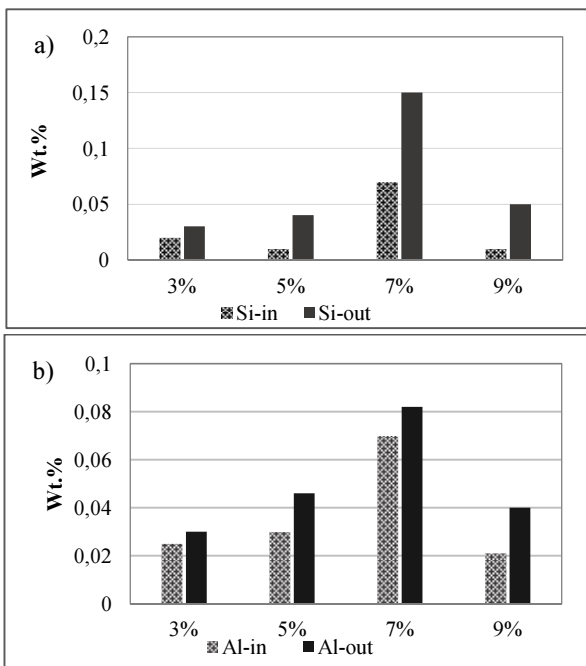 a)
Wt.%
0,2
0,15
0,1
0,05
0
3% 5% 7% 9%
Si-in Si-out
b)
Wt.%
0,1
0,08
0,06
0,04
0,02
0
3% 5% 7% 9%
Al-in Al-out